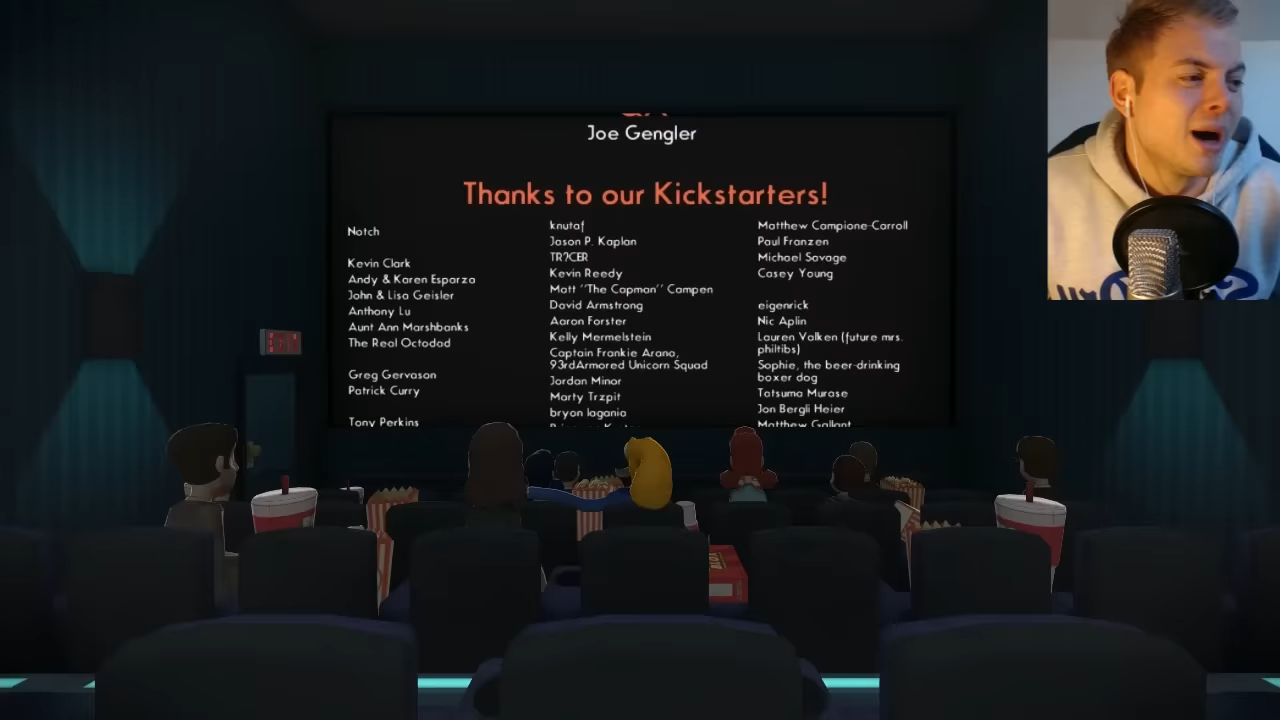 Joe Gengler
Thanks to our Kickstarters!
Notch
Kevin Clark
Andy & Karen Esparza
John & Lisa Geisler
Anthony Lu
Aunt Ann Marshbanks
The Real Octodad
Greg Gervason
Patrick Curry
Tony Perkins
knutaf
Jason P. Kaplan
TR?CER
Kevin Reedy
Matt "The Capman" Campen
David Armstrong
Aaron Forster
Kelly Mermelstein
Captain Frankie Arana,
93rdArmored Unicorn Squad
Jordan Minor
Marty Trzpit
bryon lagania
Matthew Campione-Carroll
Paul Franzen
Michael Savage
Casey Young
eigenrick
Nic Aplin
Lauren Valken (future mrs.
philtibs)
Sophie, the beer-drinking
boxer dog
Tatsuma Murase
Jon Bergli Heier
Matthew Gallant